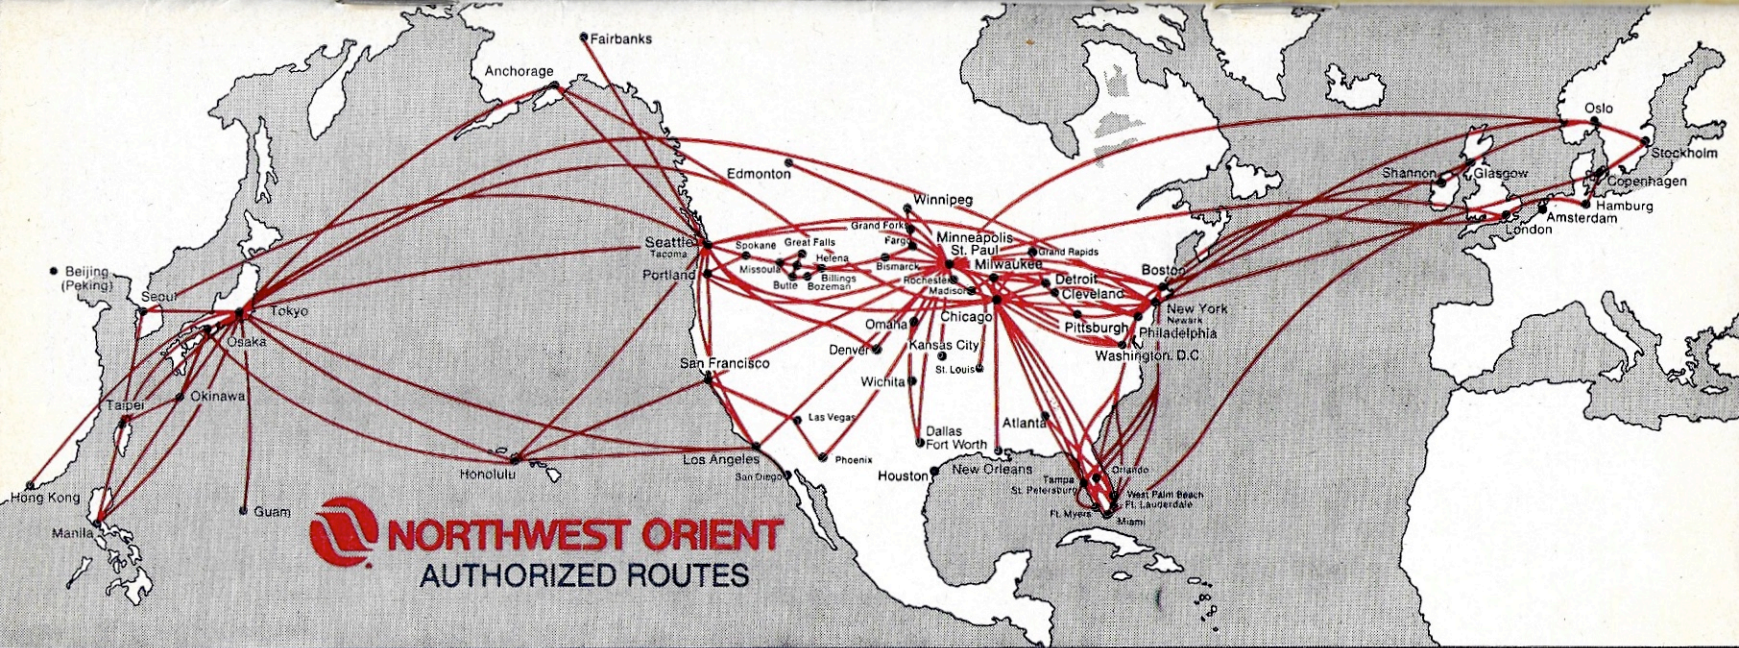 Fairbanks
Anchorage
Edmonton
Winnipeg
Grand Forks
Fargo
Seattle
Tacoma
Spokane
Great Falls
Helena
Missoula
Butte
Billings
Bozeman
Bismarck
Minneapolis
St. Paul
Milwaukee
Grand Rapids
Rochester
Madison
Detroit
Cleveland
Boston
Portland
Chicago
New York
Newark
Pittsburgh
Philadelphia
Washington, D.C
Omaha
Denver
Kansas City
St. Louis
San Francisco
Wichita
Las Vegas
Phoenix
Los Angeles
San Diego
Dallas
Fort Worth
Houston
New Orleans
Atlanta
Tampa
St. Petersburg
Orlando
West Palm Beach
Ft. Lauderdale
Ft. Myers
Miami
Oslo
Stockholm
Shannon
Glasgow
Copenhagen
Hamburg
Amsterdam
London
Beijing
(Peking)
Seoul
Tokyo
Osaka
Taipei
Okinawa
Hong Kong
Manila
Guam
Honolulu
NORTHWEST ORIENT
AUTHORIZED ROUTES